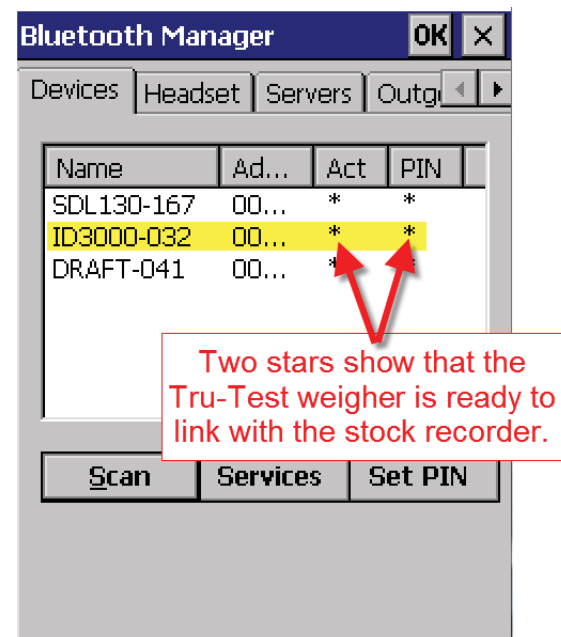 Bluetooth Manager OK ×
Devices Headset Servers Outg
Name Ad... Act PIN
SDL130-167 00... * *
ID3000-032 00... * *
DRAFT-041 00... * *
Two stars show that the
Tru-Test weigher is ready to
link with the stock recorder.
Scan Services Set PIN